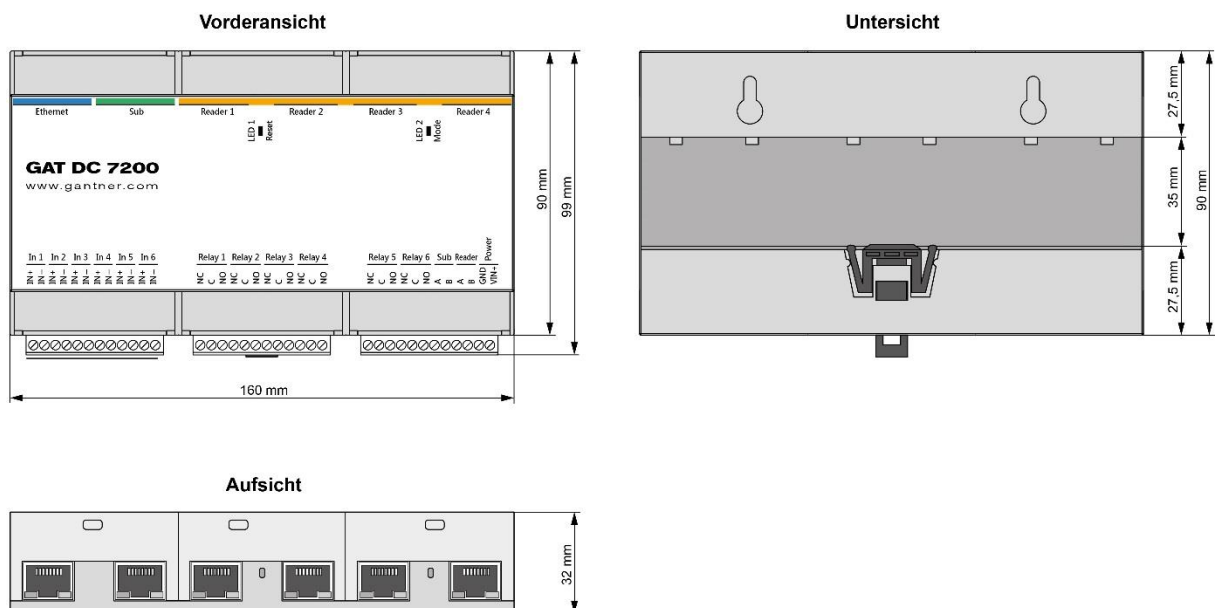 Vorderansicht
Untersicht
Ethernet Sub Reader 1 Reader 2 Reader 3 Reader 4
LED 1 Reset LED 2 Mode
GAT DC 7200
www.gantner.com
In 1 In 2 In 3 In 4 In 5 In 6 Relay 1 Relay 2 Relay 3 Relay 4 Relay 5 Relay 6 Sub Reader Power
IN+ IN− IN+ IN− IN+ IN− IN+ IN− IN+ IN− IN+ IN− NC C NO NC C NO NC C NO NC C NO NC C NO NC C NO A B A B GND VIN+
90 mm
99 mm
160 mm
27,5 mm
35 mm
27,5 mm
90 mm
Aufsicht
32 mm